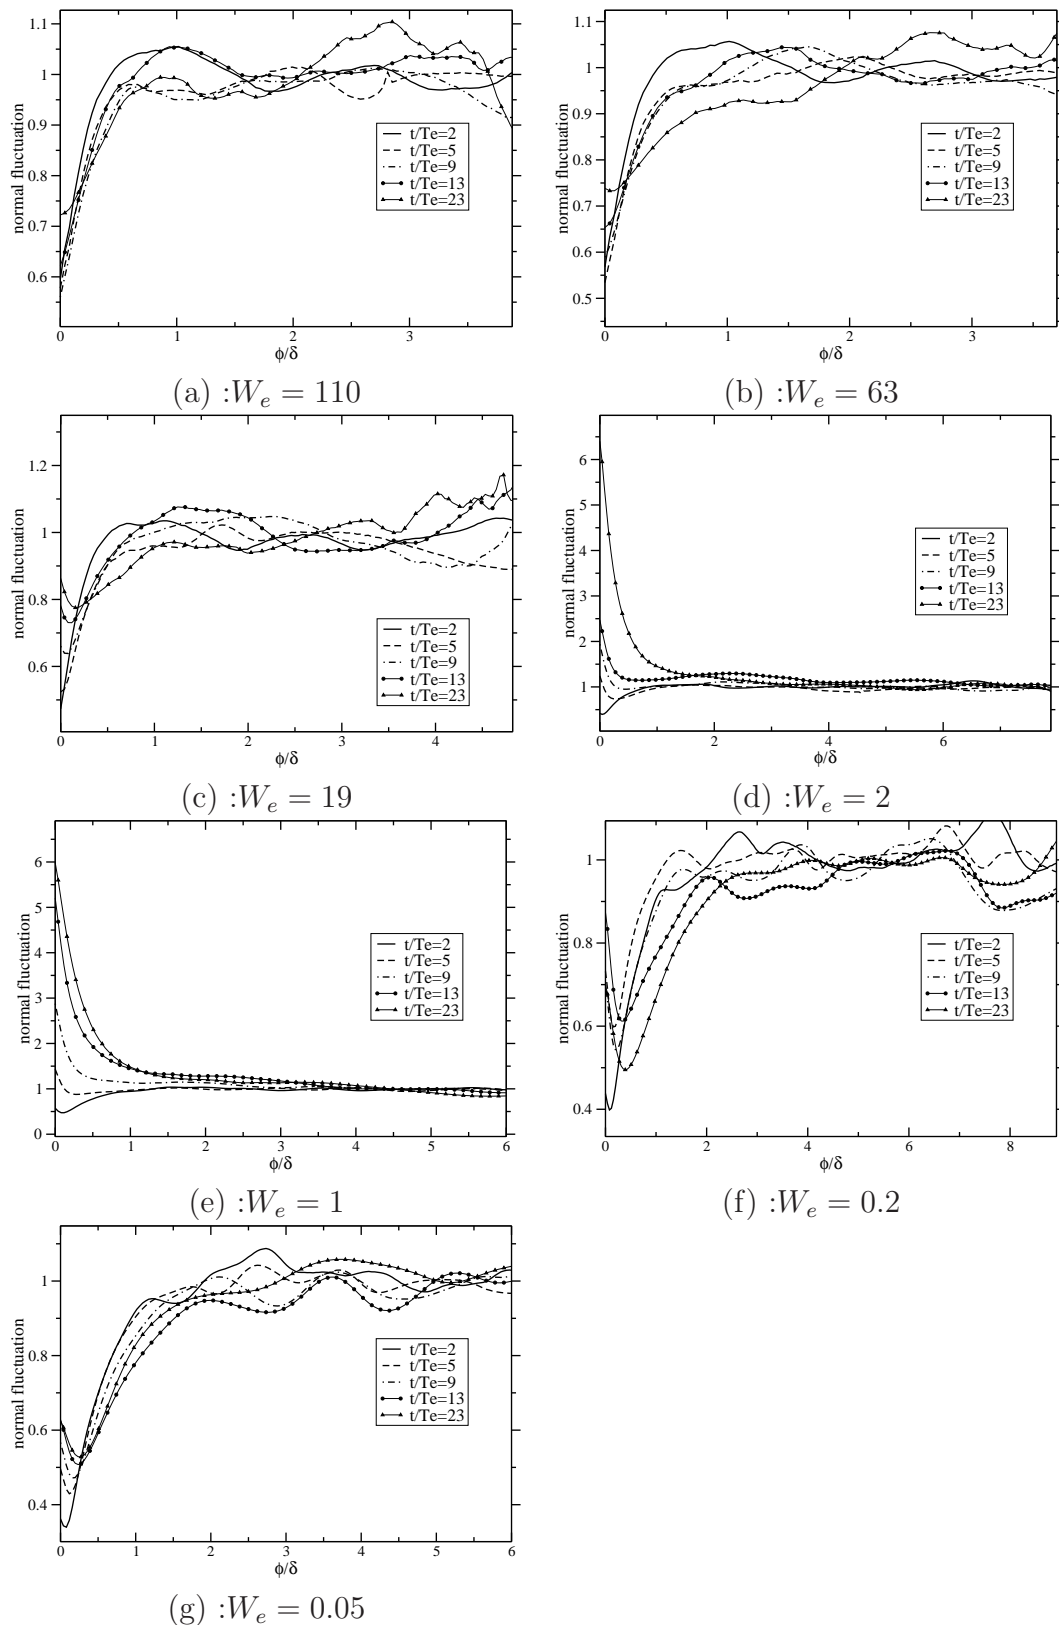 1.1
1
0.9
0.8
0.7
0.6
0 1 2 3
normal fluctuation
ϕ/δ
t/Te=2
t/Te=5
t/Te=9
t/Te=13
t/Te=23
(a) :W_e = 110
1.1
1
0.9
0.8
0.7
0.6
0.5
0 1 2 3
normal fluctuation
ϕ/δ
t/Te=2
t/Te=5
t/Te=9
t/Te=13
t/Te=23
(b) :W_e = 63
1.2
1
0.8
0.6
0 1 2 3 4
normal fluctuation
ϕ/δ
t/Te=2
t/Te=5
t/Te=9
t/Te=13
t/Te=23
(c) :W_e = 19
6
5
4
3
2
1
0 2 4 6
normal fluctuation
ϕ/δ
t/Te=2
t/Te=5
t/Te=9
t/Te=13
t/Te=23
(d) :W_e = 2
6
5
4
3
2
1
0
0 1 2 3 4 5 6
normal fluctuation
ϕ/δ
t/Te=2
t/Te=5
t/Te=9
t/Te=13
t/Te=23
(e) :W_e = 1
1
0.8
0.6
0.4
0 2 4 6 8
normal fluctuation
ϕ/δ
t/Te=2
t/Te=5
t/Te=9
t/Te=13
t/Te=23
(f) :W_e = 0.2
1
0.8
0.6
0.4
0 1 2 3 4 5 6
normal fluctuation
ϕ/δ
t/Te=2
t/Te=5
t/Te=9
t/Te=13
t/Te=23
(g) :W_e = 0.05